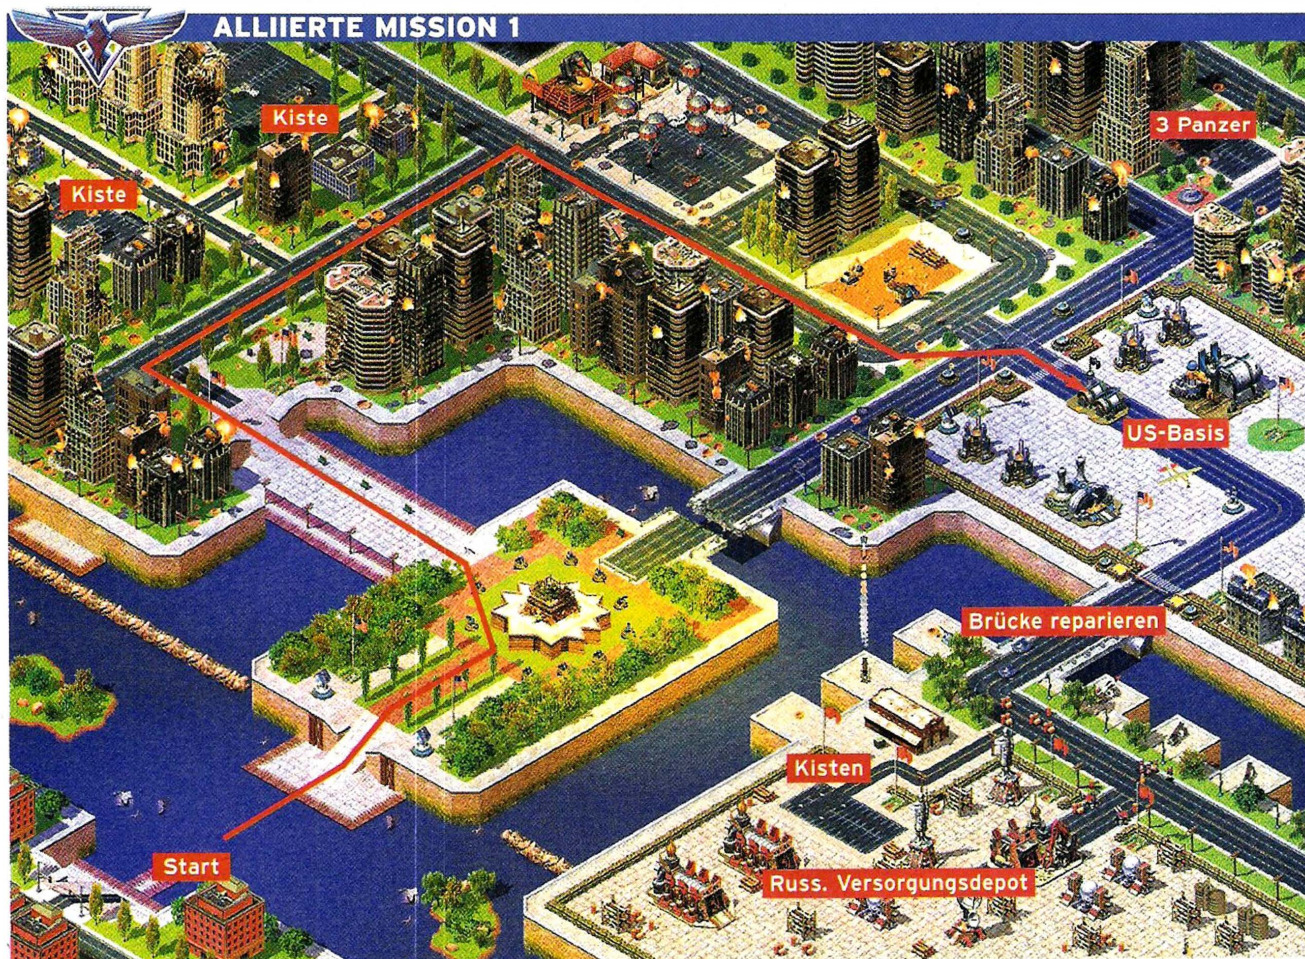 ALLIIERTE MISSION 1
Kiste
3 Panzer
Kiste
US-Basis
Brücke reparieren
Kisten
Start
Russ. Versorgungsdepot